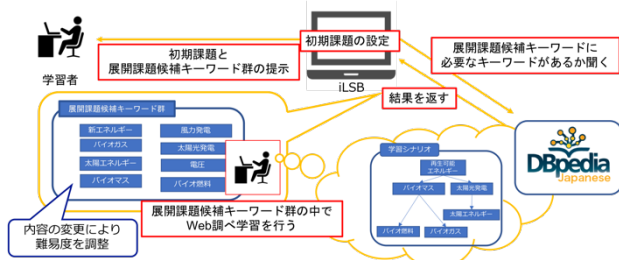 初期課題の設定
展開課題候補キーワードに
必要なキーワードがあるか聞く
初期課題と
展開課題候補キーワード群の提示
学習者
iLSB
結果を返す
展開課題候補キーワード群
新エネルギー
風力発電
バイオガス
太陽光発電
太陽エネルギー
電圧
バイオマス
バイオ燃料
学習シナリオ
再生可能
エネルギー
バイオマス
太陽光発電
太陽エネルギー
バイオ燃料
バイオガス
DBpedia
Japanese
内容の変更により
難易度を調整
展開課題候補キーワード群の中で
Web調べ学習を行う